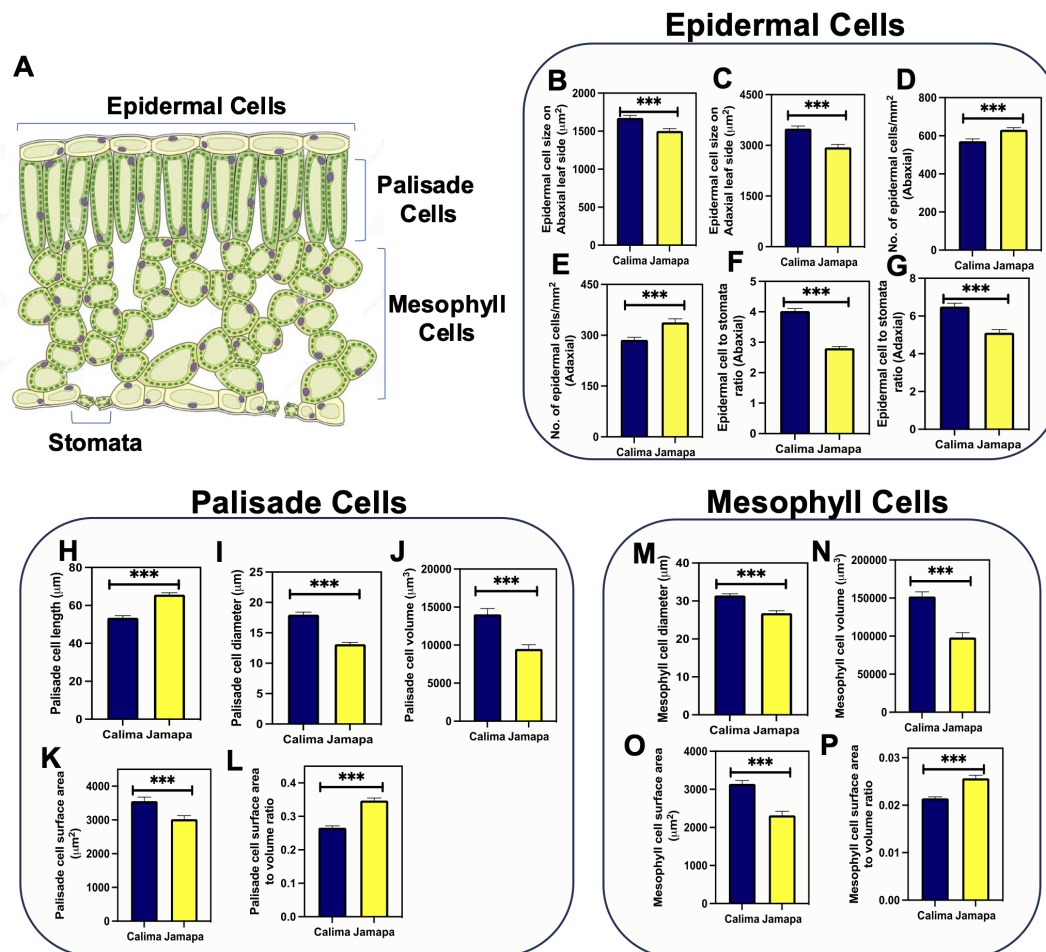 Epidermal Cells
A
Epidermal Cells
Palisade
Cells
Mesophyll
Cells
Stomata
B
Epidermal cell size on
Abaxial leaf side (μm²)
2000
1500
1000
500
0
***
Calima Jamapa
C
Epidermal cell size on
Adaxial leaf side (μm²)
4500
3000
1500
0
***
Calima Jamapa
D
No. of epidermal cells/mm²
(Abaxial)
800
600
400
200
0
***
Calima Jamapa
E
No. of epidermal cells/mm²
(Adaxial)
450
300
150
0
***
Calima Jamapa
F
Epidermal cell to stomata
ratio (Abaxial)
5
4
3
2
1
0
***
Calima Jamapa
G
Epidermal cell to stomata
ratio (Adaxial)
8
6
4
2
0
***
Calima Jamapa
Palisade Cells
H
Palisade cell length (μm)
80
60
40
20
0
***
Calima Jamapa
I
Palisade cell diameter (μm)
25
20
15
10
5
0
***
Calima Jamapa
J
Palisade cell volume (μm³)
20000
15000
10000
5000
0
***
Calima Jamapa
K
Palisade cell surface area
(μm²)
4000
3000
2000
1000
0
***
Calima Jamapa
L
Palisade cell surface area
to volume ratio
0.4
0.3
0.2
0.1
0.0
***
Calima Jamapa
Mesophyll Cells
M
Mesophyll cell diameter (μm)
40
30
20
10
0
***
Calima Jamapa
N
Mesophyll cell volume (μm³)
200000
150000
100000
50000
0
***
Calima Jamapa
O
Mesophyll cell surface area
(μm²)
4000
3000
2000
1000
0
***
Calima Jamapa
P
Mesophyll cell surface area
to volume ratio
0.03
0.02
0.01
0.00
***
Calima Jamapa